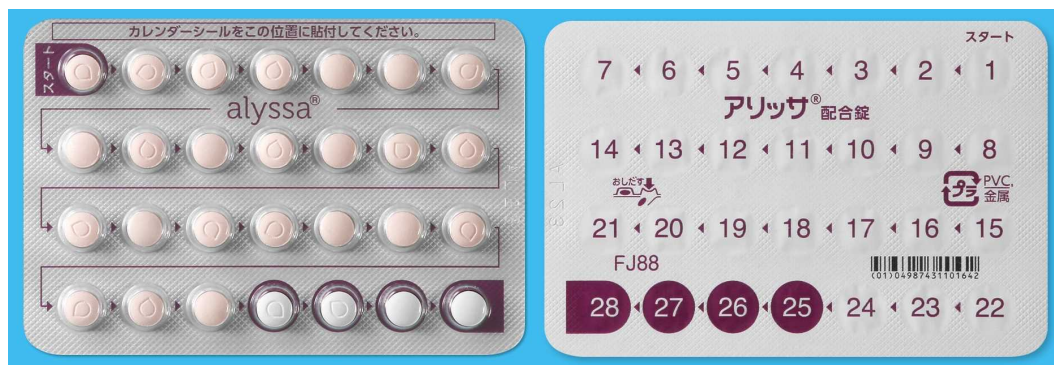 カレンダーシールをこの位置に貼付してください。
スタート
alyssa®
スタート
7 6 5 4 3 2 1
アリッサ® 配合錠
14 13 12 11 10 9 8
おしだす
プラ PVC,
金属
21 20 19 18 17 16 15
FJ88
(01)04987431101642
28 27 26 25 24 23 22